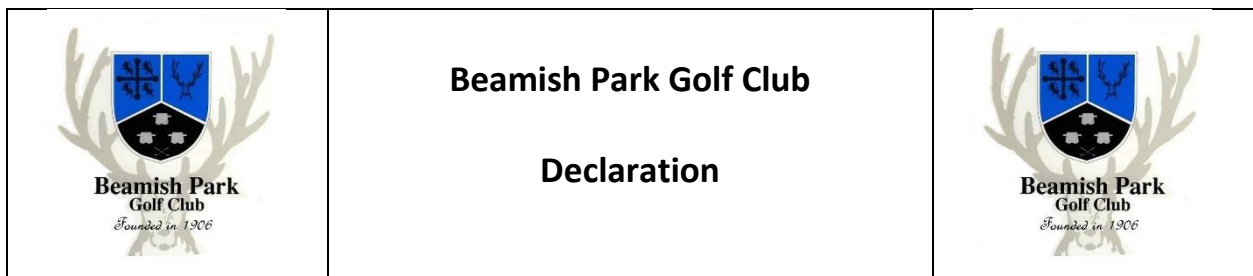 Beamish Park
Golf Club
Founded in 1906
Beamish Park Golf Club
Declaration
Beamish Park
Golf Club
Founded in 1906